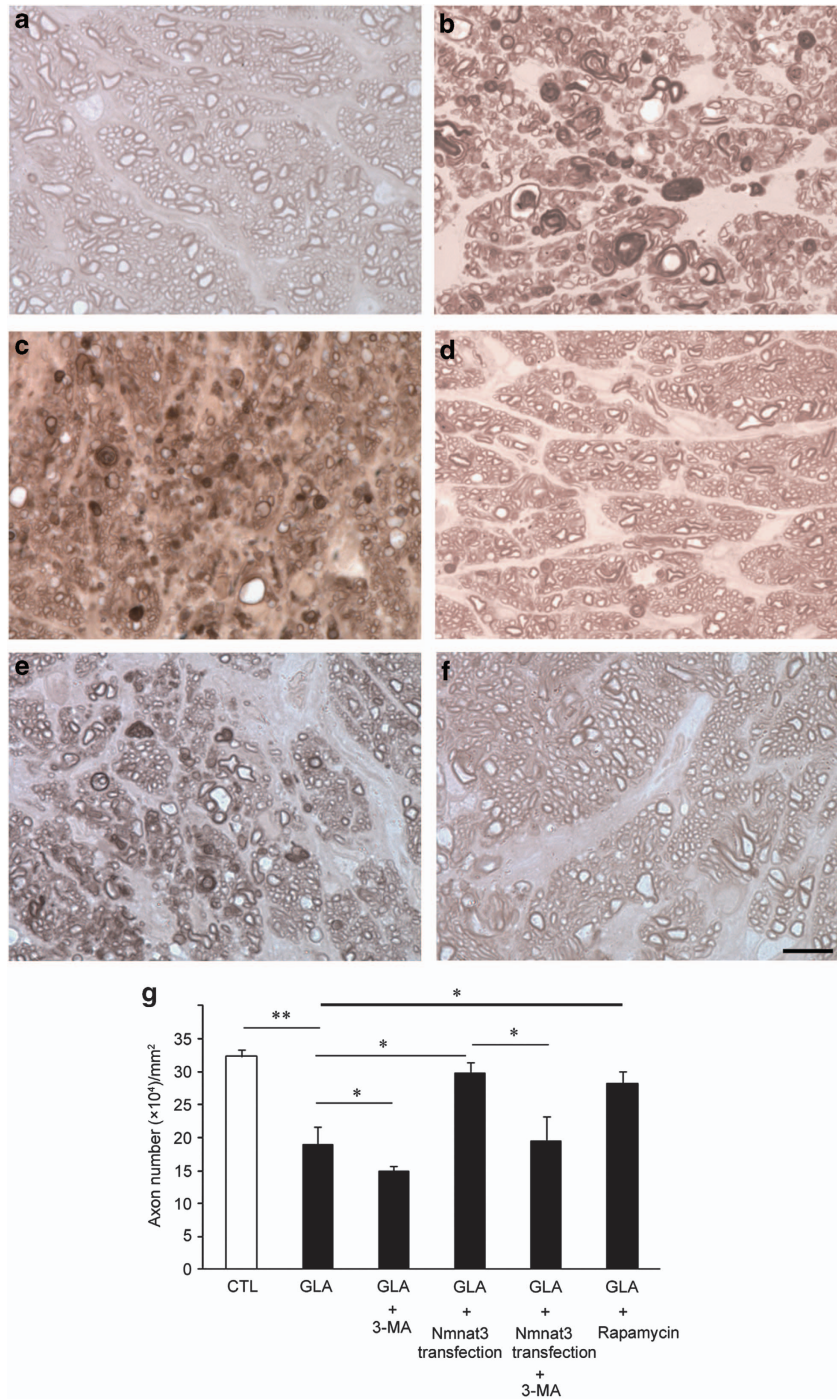 a
b
c
d
e
f
g
Axon number (×10⁴)/mm²
35
30
25
20
15
10
5
0
**
*
*
*
*
CTL
GLA
GLA
+
3-MA
GLA
+
Nmnat3
transfection
GLA
+
Nmnat3
transfection
+
3-MA
GLA
+
Rapamycin